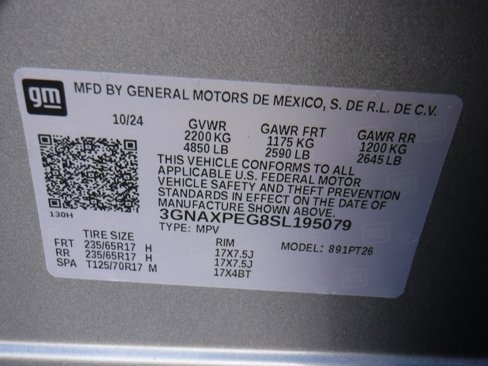 gm
MFD BY GENERAL MOTORS DE MEXICO, S. DE R.L. DE C.V.
10/24 GVWR GAWR FRT GAWR RR
2200 KG 1175 KG 1200 KG
4850 LB 2590 LB 2645 LB
THIS VEHICLE CONFORMS TO ALL
APPLICABLE U.S. FEDERAL MOTOR
VEHICLE SAFETY AND THEFT PREVENTION
STANDARDS IN EFFECT ON THE DATE OF
MANUFACTURE SHOWN ABOVE.
130H 3GNAXPEG8SL195079
TYPE: MPV
TIRE SIZE RIM MODEL: 891PT26
FRT 235/65R17 H 17X7.5J
RR 235/65R17 H 17X7.5J
SPA T125/70R17 M 17X4BT